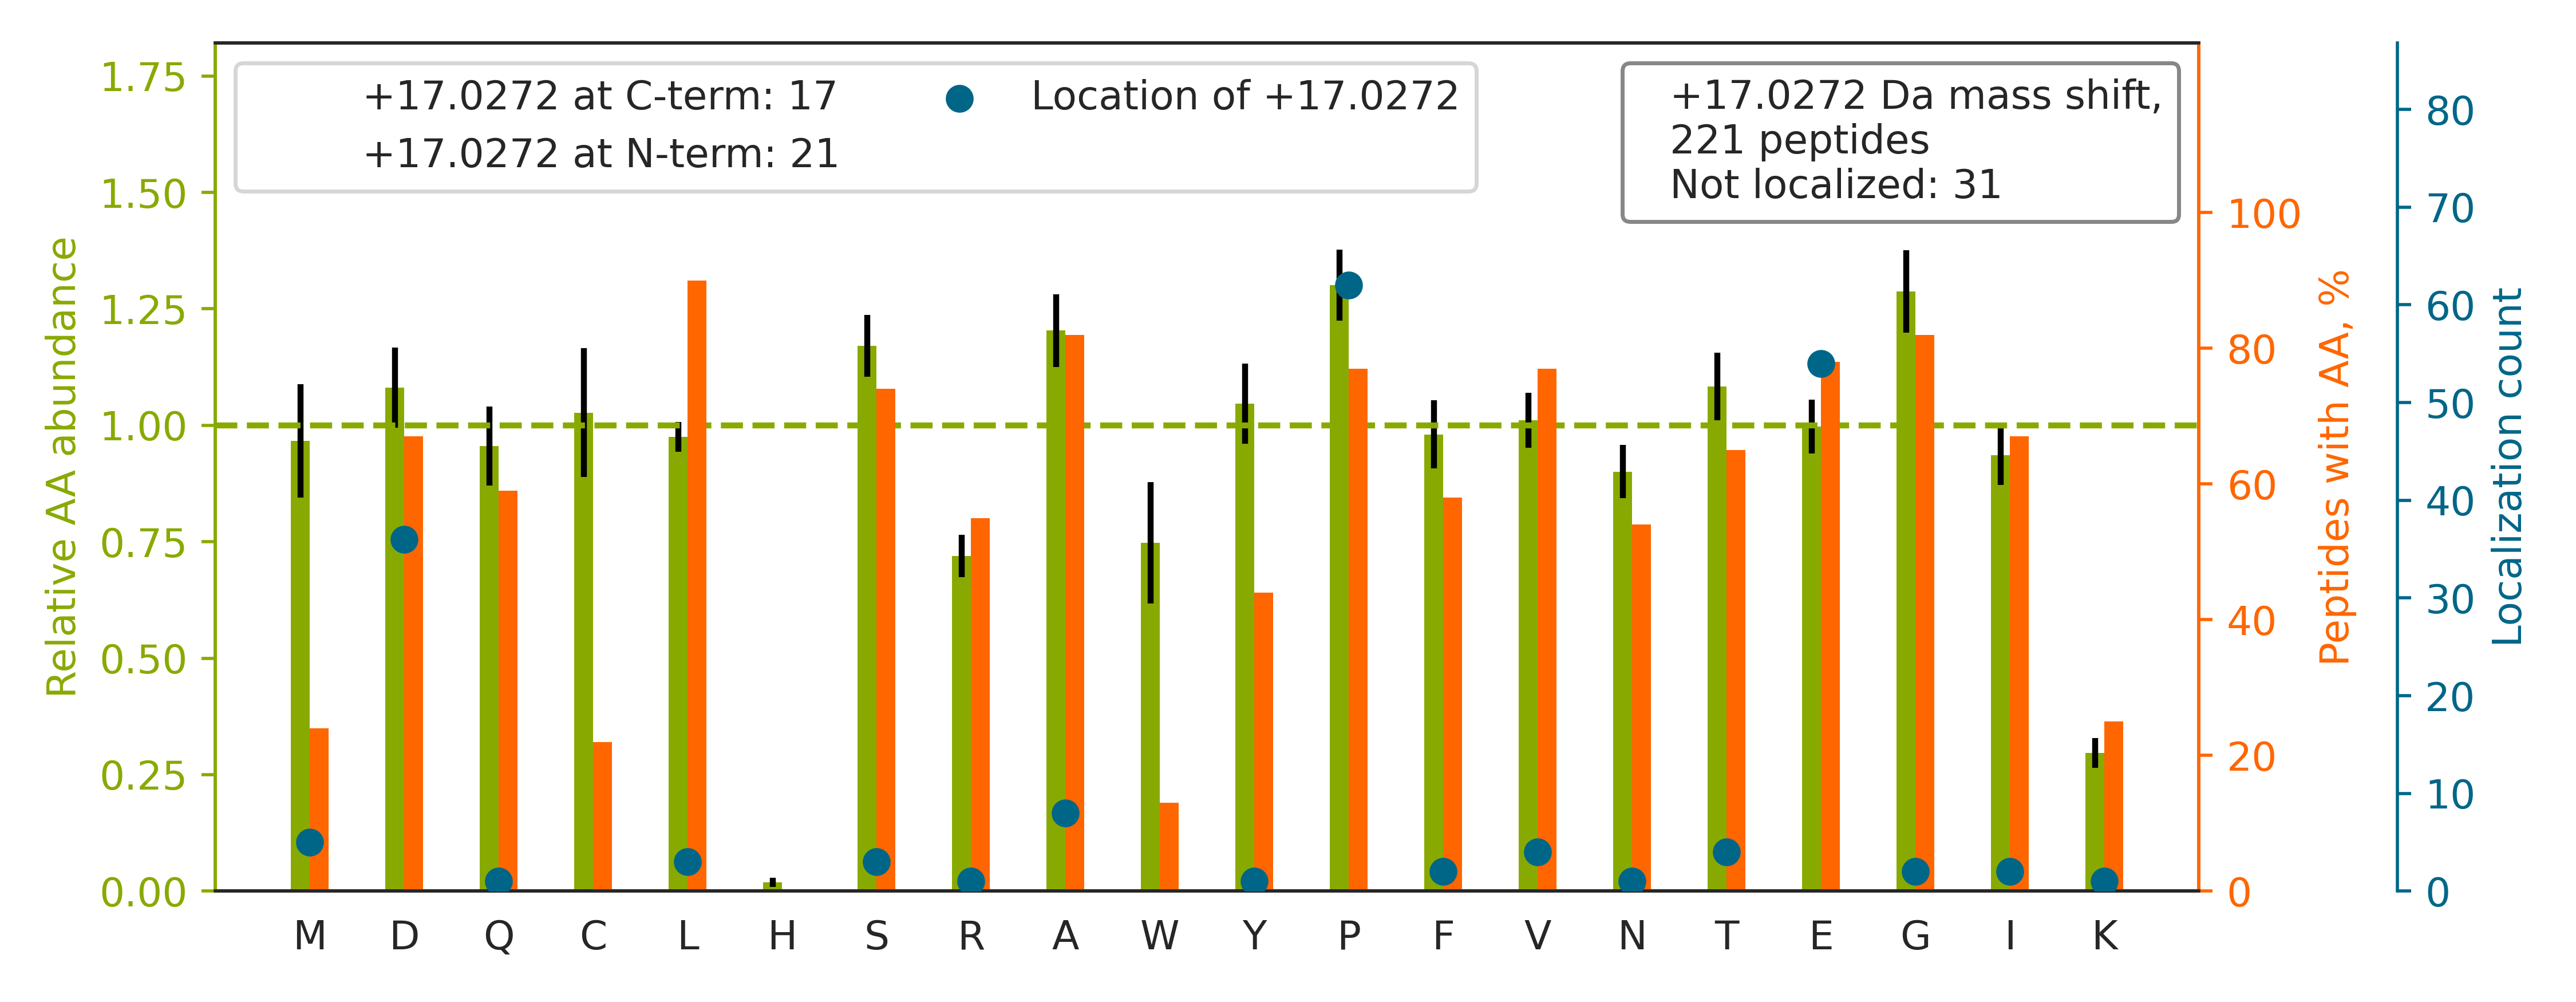 +17.0272 at C-term: 17
+17.0272 at N-term: 21
Location of +17.0272
+17.0272 Da mass shift,
221 peptides
Not localized: 31
Relative AA abundance
1.75
1.50
1.25
1.00
0.75
0.50
0.25
0.00
M D Q C L H S R A W Y P F V N T E G I K
100
80
60
40
20
0
Peptides with AA, %
80
70
60
50
40
30
20
10
0
Localization count